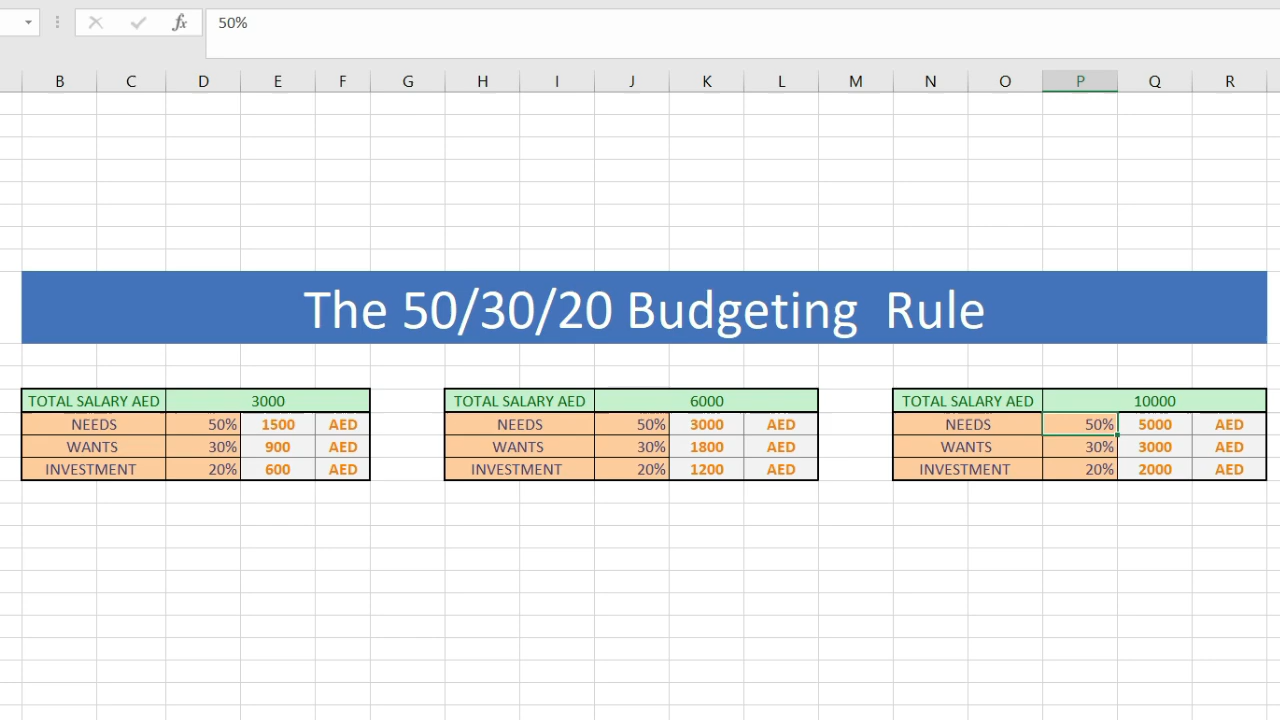 fx 50%
B C D E F G H I J K L M N O P Q R
The 50/30/20 Budgeting  Rule
TOTAL SALARY AED 3000 TOTAL SALARY AED 6000 TOTAL SALARY AED 10000
NEEDS 50% 1500 AED NEEDS 50% 3000 AED NEEDS 50% 5000 AED
WANTS 30% 900 AED WANTS 30% 1800 AED WANTS 30% 3000 AED
INVESTMENT 20% 600 AED INVESTMENT 20% 1200 AED INVESTMENT 20% 2000 AED